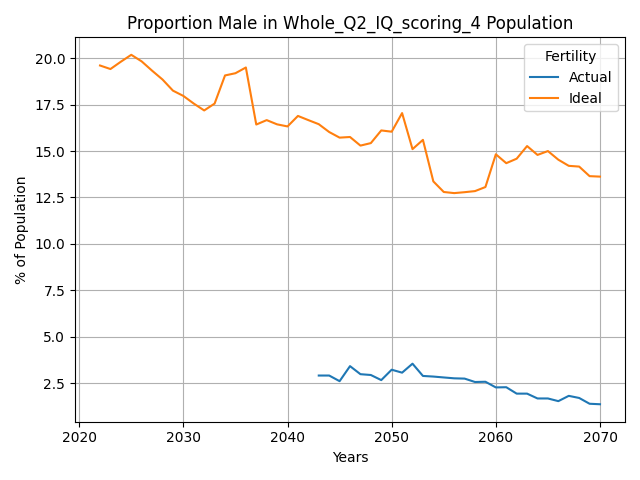 Proportion Male in Whole_Q2_IQ_scoring_4 Population
Fertility
Actual
Ideal
% of Population
20.0
17.5
15.0
12.5
10.0
7.5
5.0
2.5
2020
2030
2040
2050
2060
2070
Years